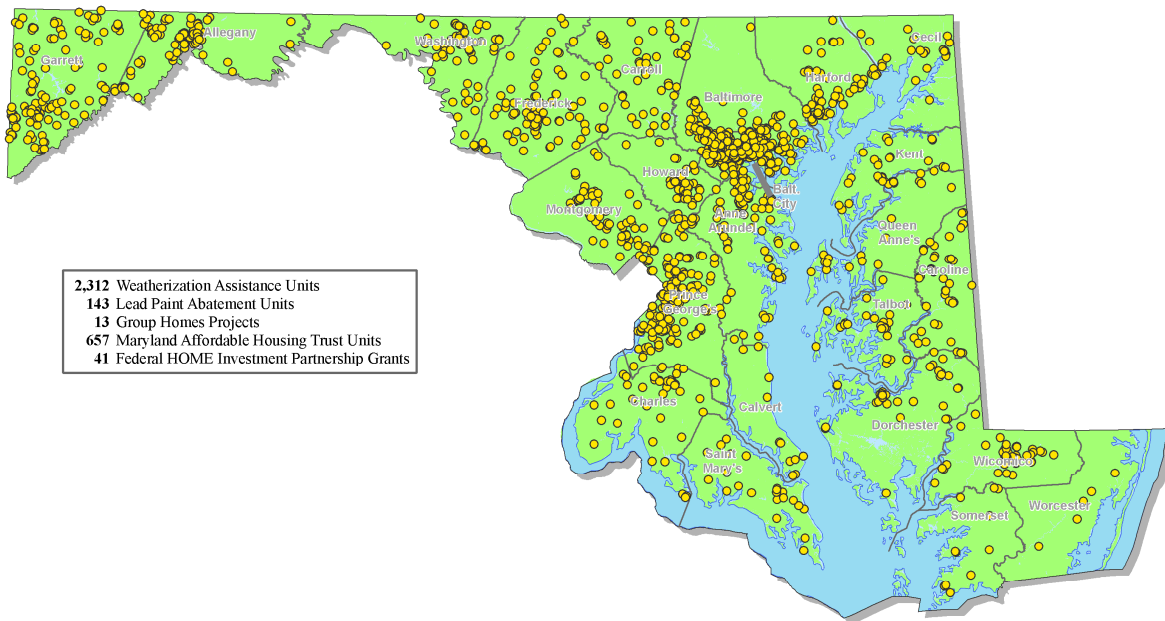 Garrett
Allegany
Washington
Frederick
Carroll
Baltimore
Harford
Cecil
Kent
Howard
Balt.
City
Montgomery
Anne
Arundel
Queen
Anne's
Caroline
Talbot
Prince
George's
Charles
Calvert
Dorchester
Saint
Mary's
Wicomico
Somerset
Worcester
2,312 Weatherization Assistance Units
143 Lead Paint Abatement Units
13 Group Homes Projects
657 Maryland Affordable Housing Trust Units
41 Federal HOME Investment Partnership Grants